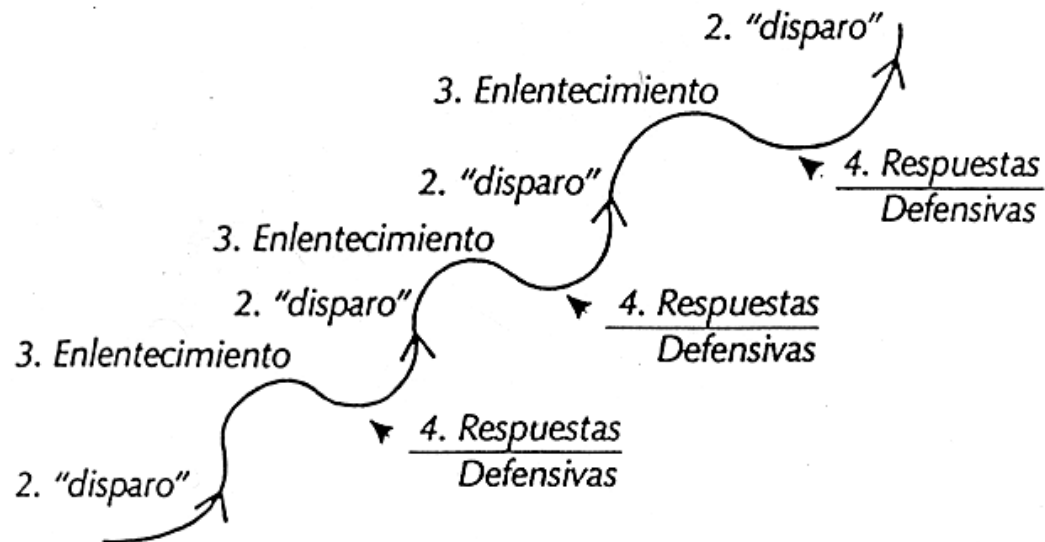 2. “disparo”
3. Enlentecimiento
4. Respuestas
Defensivas
2. “disparo”
3. Enlentecimiento
4. Respuestas
Defensivas
2. “disparo”
3. Enlentecimiento
4. Respuestas
Defensivas
2. “disparo”